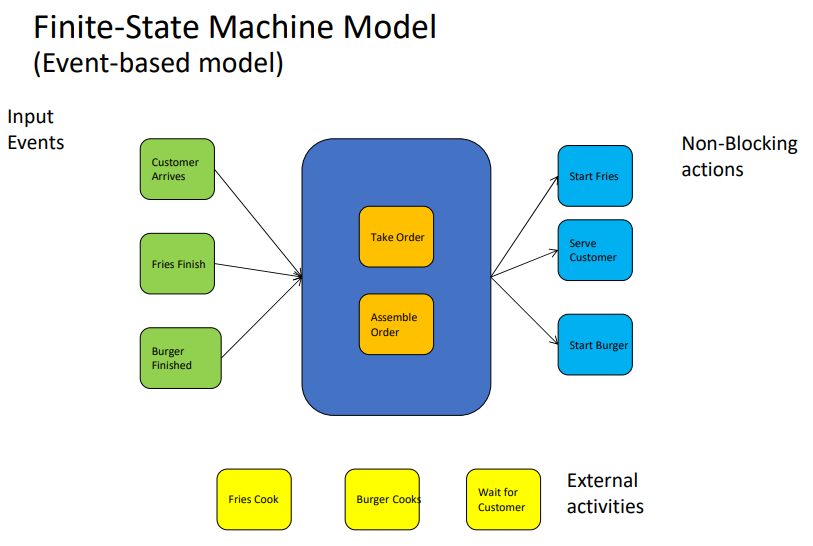 Finite-State Machine Model
(Event-based model)
Input
Events
Customer
Arrives
Fries Finish
Burger
Finished
Take Order
Assemble
Order
Start Fries
Serve
Customer
Start Burger
Non-Blocking
actions
Fries Cook
Burger Cooks
Wait for
Customer
External
activities